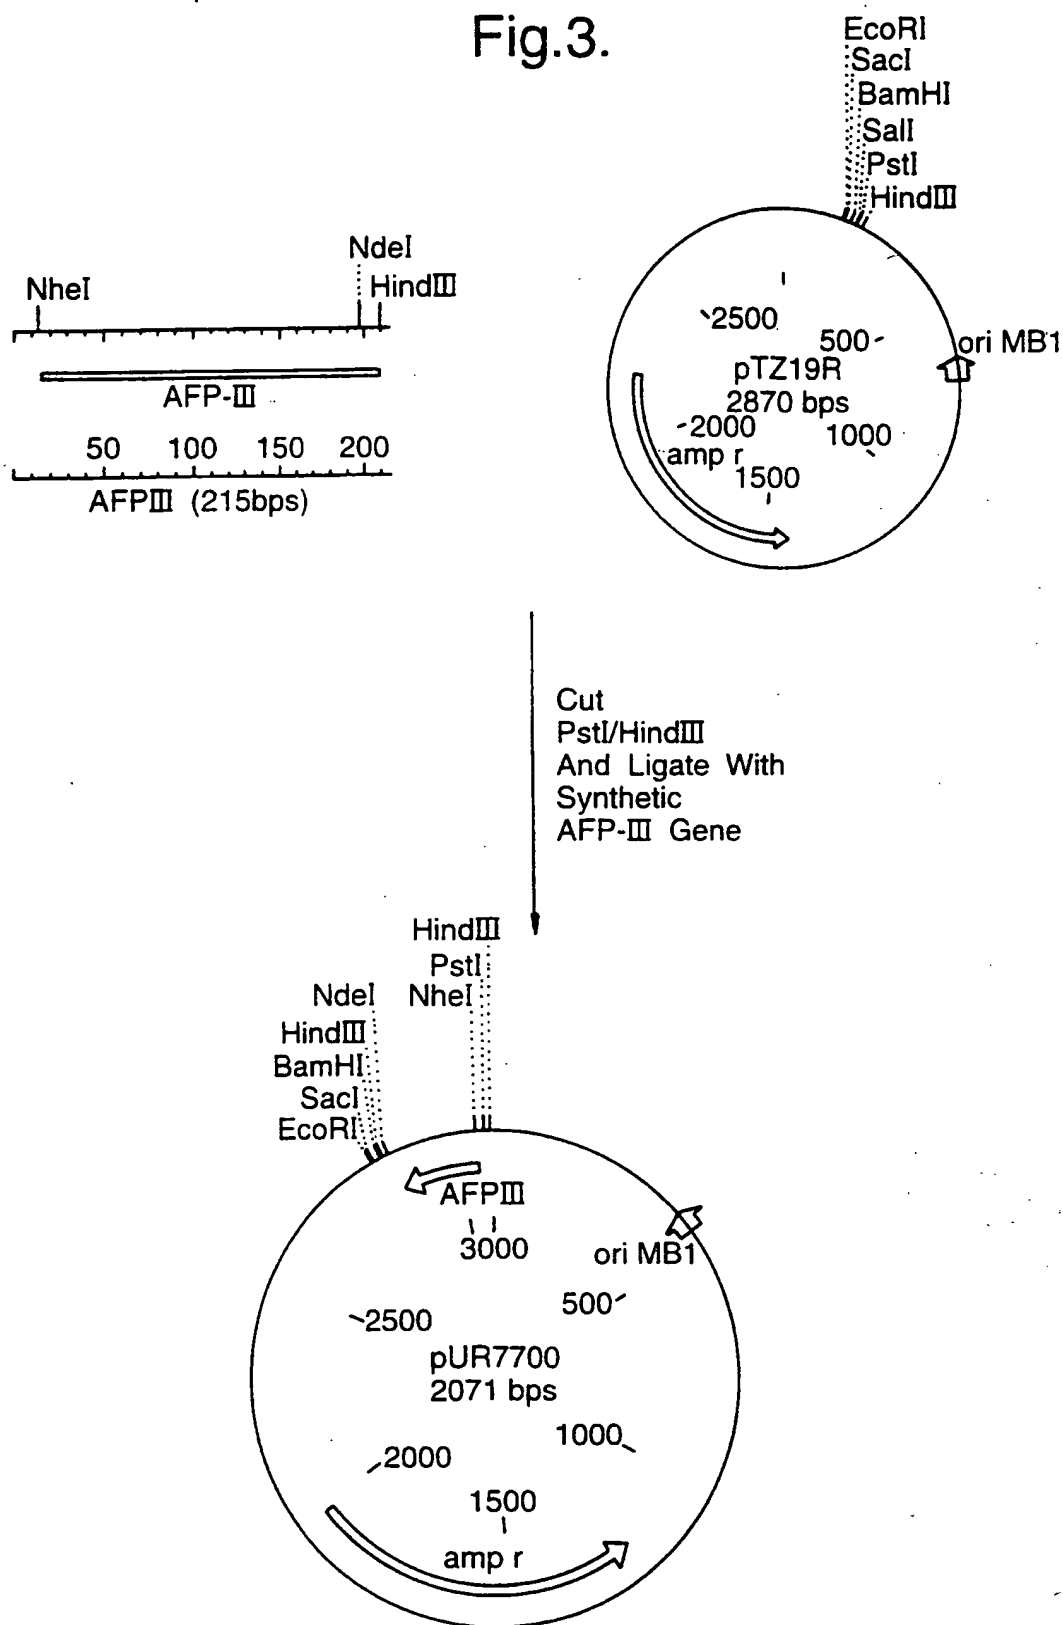 Fig.3.
EcoRI
SacI
BamHI
SalI
PstI
HindIII
NheI
NdeI
HindIII
AFP-III
50 100 150 200
AFPIII (215bps)
2500
500
ori MB1
pTZ19R
2870 bps
2000
1000
amp r
1500
Cut
PstI/HindIII
And Ligate With
Synthetic
AFP-III Gene
HindIII
PstI
NheI
NdeI
HindIII
BamHI
SacI
EcoRI
AFPIII
3000
ori MB1
500
2500
pUR7700
2071 bps
1000
2000
1500
amp r